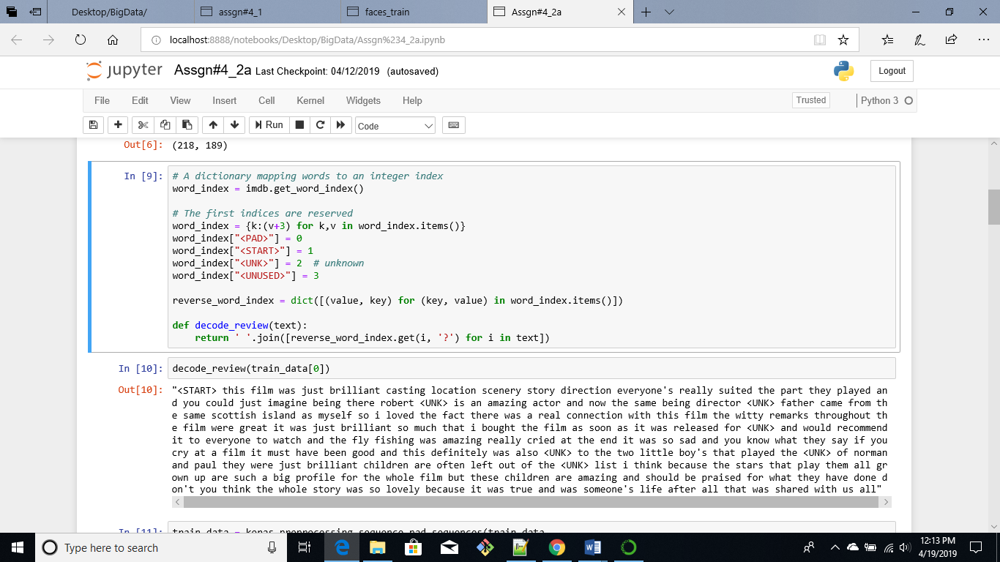 Desktop/BigData/
assgn#4_1
faces_train
Assgn#4_2a
localhost:8888/notebooks/Desktop/BigData/Assgn%234_2a.ipynb
jupyter Assgn#4_2a Last Checkpoint: 04/12/2019 (autosaved)
Logout
File Edit View Insert Cell Kernel Widgets Help
Trusted
Python 3
Run
Code
Out[6]: (218, 189)
In [9]: # A dictionary mapping words to an integer index
word_index = imdb.get_word_index()
# The first indices are reserved
word_index = {k:(v+3) for k,v in word_index.items()}
word_index["<PAD>"] = 0
word_index["<START>"] = 1
word_index["<UNK>"] = 2  # unknown
word_index["<UNUSED>"] = 3
reverse_word_index = dict([(value, key) for (key, value) in word_index.items()])
def decode_review(text):
    return ' '.join([reverse_word_index.get(i, '?') for i in text])
In [10]: decode_review(train_data[0])
Out[10]: "<START> this film was just brilliant casting location scenery story direction everyone's really suited the part they played an
d you could just imagine being there robert <UNK> is an amazing actor and now the same being director <UNK> father came from th
e same scottish island as myself so i loved the fact there was a real connection with this film the witty remarks throughout th
e film were great it was just brilliant so much that i bought the film as soon as it was released for <UNK> and would recommend
it to everyone to watch and the fly fishing was amazing really cried at the end it was so sad and you know what they say if you
cry at a film it must have been good and this definitely was also <UNK> to the two little boy's that played the <UNK> of norman
and paul they were just brilliant children are often left out of the <UNK> list i think because the stars that play them all gr
own up are such a big profile for the whole film but these children are amazing and should be praised for what they have done d
on't you think the whole story was so lovely because it was true and was someone's life after all that was shared with us all"
In [11]: train_data = keras.preprocessing.sequence.pad_sequences(train_data,
Type here to search
12:13 PM
4/19/2019